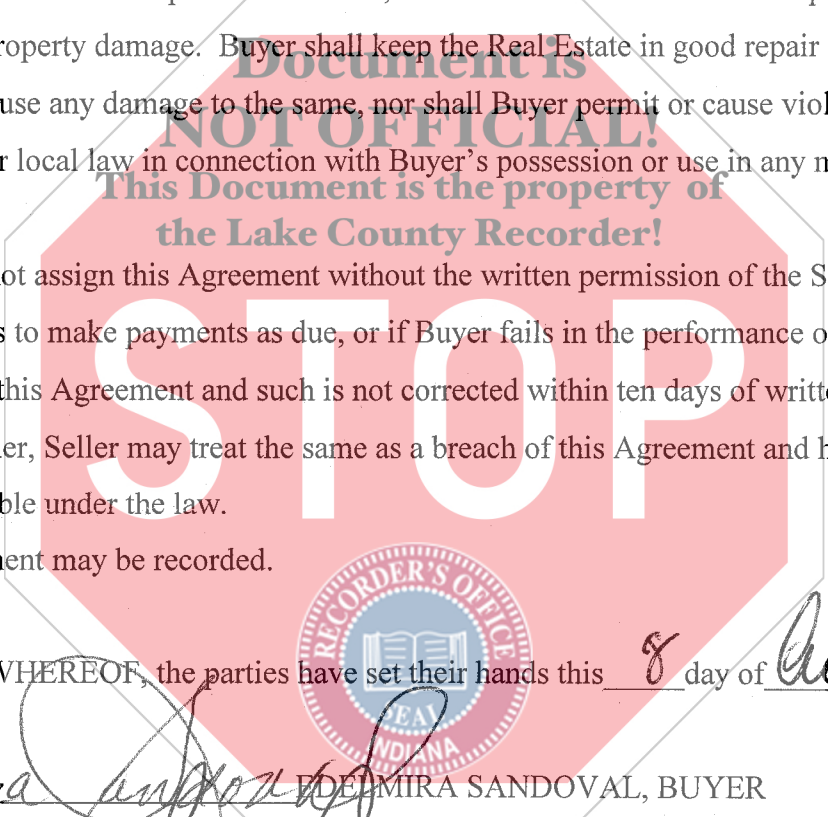 roperty damage. Buyer shall keep the Real Estate in good repair
Document is
use any damage to the same, nor shall Buyer permit or cause viol
NOT OFFICIAL!
r local law in connection with Buyer's possession or use in any m
This Document is the property of
the Lake County Recorder!
ot assign this Agreement without the written permission of the S
s to make payments as due, or if Buyer fails in the performance o
STOP
this Agreement and such is not corrected within ten days of writt
er, Seller may treat the same as a breach of this Agreement and h
ble under the law.
ent may be recorded.
RECORDER'S OFFICE
SEAL
INDIANA
WHEREOF, the parties have set their hands this 8 day of
EDELMIRA SANDOVAL, BUYER